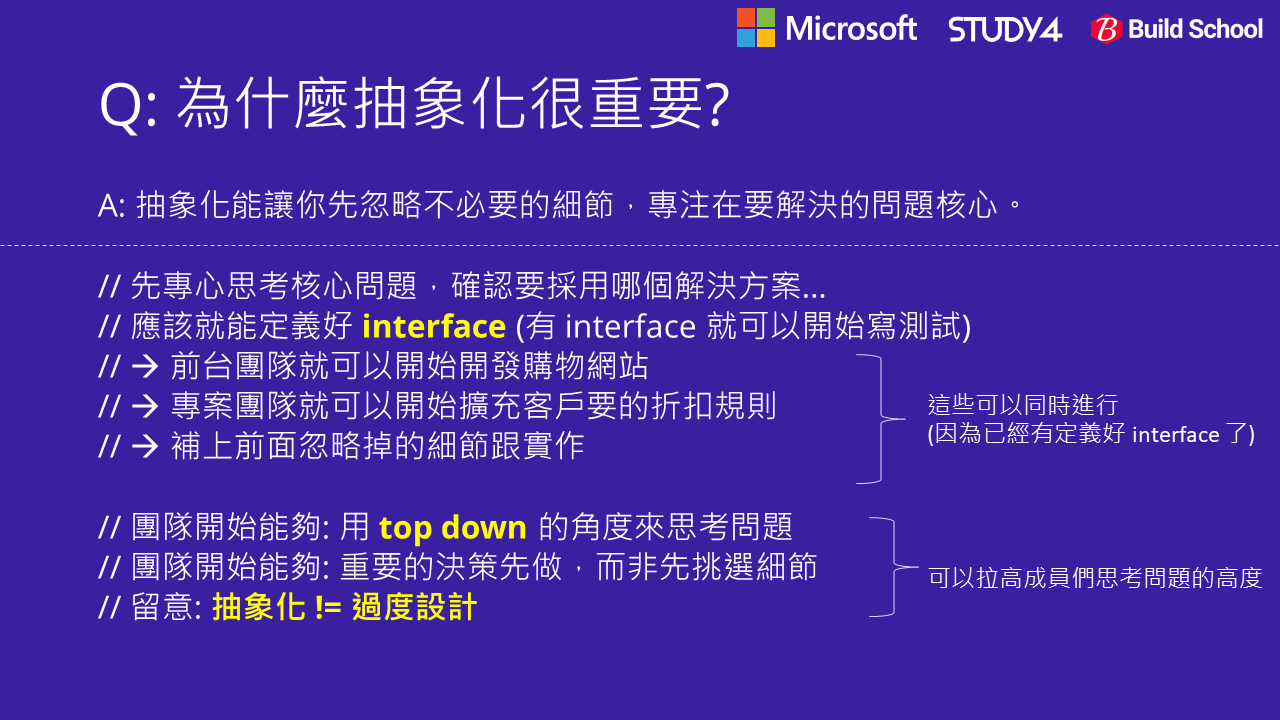 Microsoft STUDY4 Build School
Q: 為什麼抽象化很重要?
A: 抽象化能讓你先忽略不必要的細節，專注在要解決的問題核心。
// 先專心思考核心問題，確認要採用哪個解決方案…
// 應該就能定義好 interface (有 interface 就可以開始寫測試)
// → 前台團隊就可以開始開發購物網站
// → 專案團隊就可以開始擴充客戶要的折扣規則
// → 補上前面忽略掉的細節跟實作
這些可以同時進行
(因為已經有定義好 interface 了)
// 團隊開始能夠: 用 top down 的角度來思考問題
// 團隊開始能夠: 重要的決策先做，而非先挑選細節
// 留意: 抽象化 != 過度設計
可以拉高成員們思考問題的高度